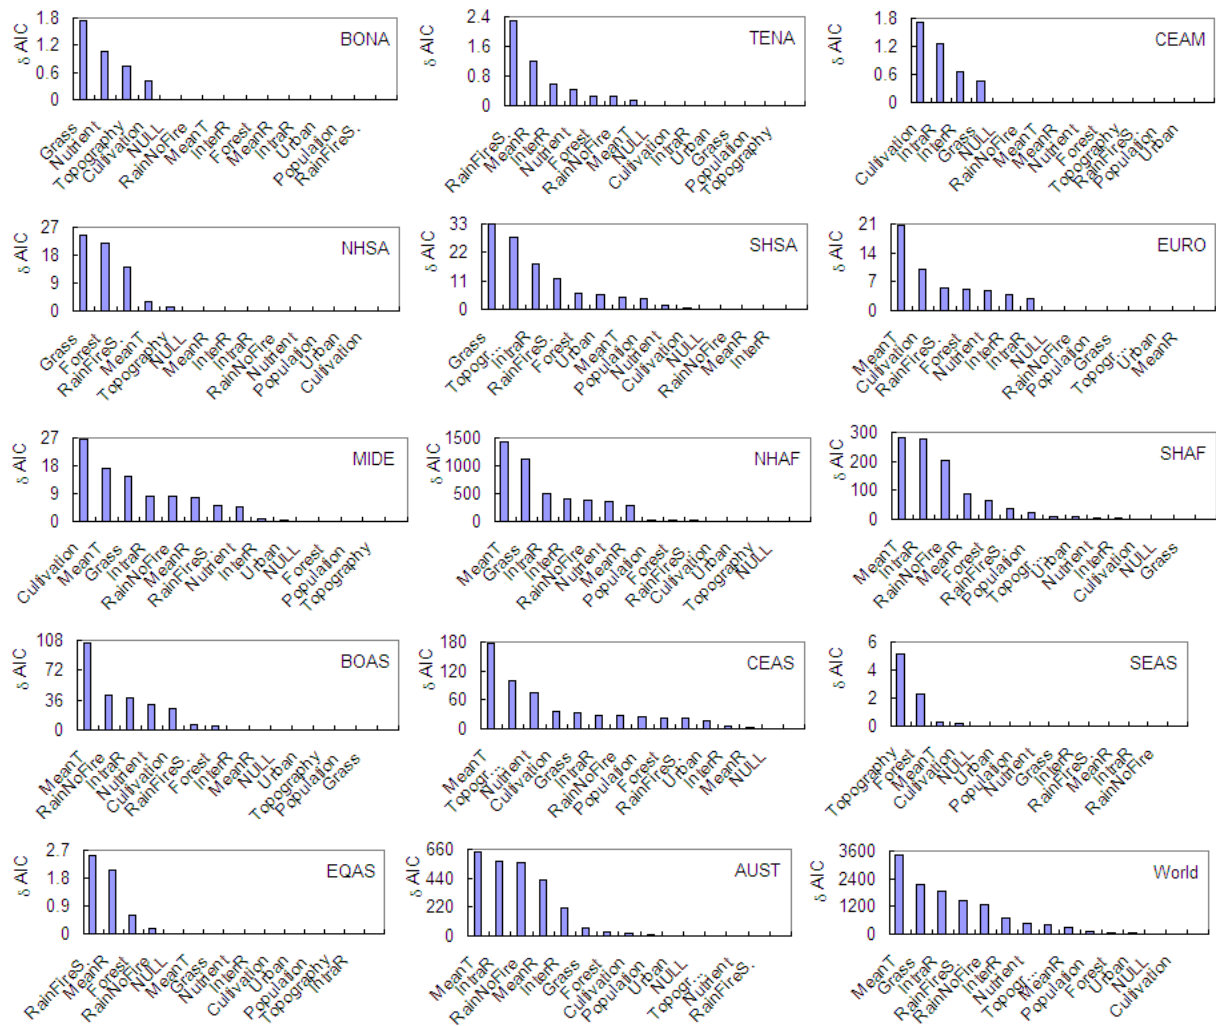 δ AIC
1.8
1.2
0.6
0
BONA
Grass
Nutrient
Topography
Cultivation
NULL
RainNoFire
MeanT
InterR
Forest
MeanR
IntraR
Urban
Population
RainFireS.
δ AIC
2.4
1.6
0.8
0
TENA
RainFireS.
MeanR
InterR
Nutrient
Forest
RainNoFire
MeanT
NULL
Cultivation
IntraR
Urban
Grass
Population
Topography
δ AIC
1.8
1.2
0.6
0
CEAM
Cultivation
IntraR
InterR
Grass
NULL
RainNoFire
MeanT
MeanR
Nutrient
Forest
Topography
RainFireS.
Population
Urban
δ AIC
27
18
9
0
NHSA
Grass
Forest
RainFireS.
MeanT
Topography
NULL
MeanR
InterR
IntraR
RainNoFire
Nutrient
Population
Urban
Cultivation
δ AIC
33
22
11
0
SHSA
Grass
Topogr...
IntraR
RainFireS.
Forest
Urban
MeanT
Population
Nutrient
Cultivation
NULL
RainNoFire
MeanR
InterR
δ AIC
21
14
7
0
EURO
MeanT
Cultivation
RainFireS.
Forest
Nutrient
InterR
IntraR
NULL
RainNoFire
Population
Grass
Topogr...
Urban
MeanR
δ AIC
27
18
9
0
MIDE
Cultivation
MeanT
Grass
IntraR
RainNoFire
MeanR
RainFireS.
Nutrient
InterR
Urban
NULL
Forest
Population
Topography
δ AIC
1500
1000
500
0
NHAF
MeanT
Grass
IntraR
RainNoFire
Nutrient
MeanR
Population
Forest
RainFireS.
Cultivation
Urban
Topography
NULL
δ AIC
300
200
100
0
SHAF
MeanT
IntraR
RainNoFire
MeanR
Forest
RainFireS.
Population
Topogr...
Urban
Nutrient
InterR
Cultivation
NULL
Grass
δ AIC
108
72
36
0
BOAS
MeanT
RainNoFire
IntraR
Nutrient
Cultivation
RainFireS.
Forest
InterR
MeanR
NULL
Urban
Topography
Population
Grass
δ AIC
180
120
60
0
CEAS
MeanT
Topogr...
Nutrient
Cultivation
Grass
IntraR
RainNoFire
Population
Forest
RainFireS.
Urban
InterR
MeanR
NULL
δ AIC
6
4
2
0
SEAS
Topography
Forest
MeanT
Cultivation
NULL
Urban
Population
Nutrient
Grass
InterR
RainFireS.
MeanR
IntraR
RainNoFire
δ AIC
2.7
1.8
0.9
0
EQAS
RainFireS.
MeanR
Forest
RainNoFire
NULL
MeanT
Grass
Nutrient
InterR
Cultivation
Urban
Population
Topography
IntraR
δ AIC
660
440
220
0
AUST
MeanT
IntraR
RainNoFire
MeanR
InterR
Grass
Forest
Cultivation
Population
Urban
NULL
Topogr...
Nutrient
RainFireS.
δ AIC
3600
2400
1200
0
World
MeanT
Grass
IntraR
RainFireS.
RainNoFire
InterR
Nutrient
Topogr...
MeanR
Population
Forest
Urban
NULL
Cultivation